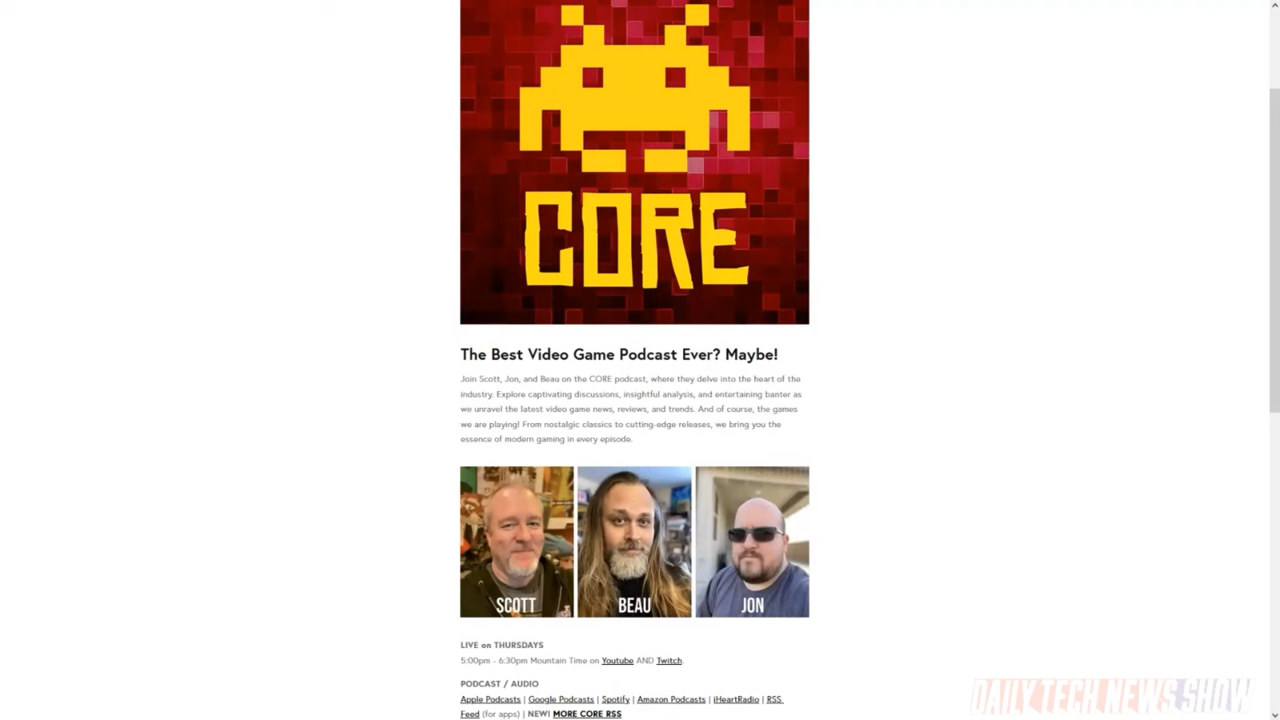 CORE
The Best Video Game Podcast Ever? Maybe!
Join Scott, Jon, and Beau on the CORE podcast, where they delve into the heart of the
industry. Explore captivating discussions, insightful analysis, and entertaining banter as
we unravel the latest video game news, reviews, and trends. And of course, the games
we are playing! From nostalgic classics to cutting-edge releases, we bring you the
essence of modern gaming in every episode.
SCOTT BEAU JON
LIVE on THURSDAYS
5:00pm - 6:30pm Mountain Time on Youtube AND Twitch.
PODCAST / AUDIO
Apple Podcasts | Google Podcasts | Spotify | Amazon Podcasts | iHeartRadio | RSS
Feed (for apps) | NEW! MORE CORE RSS
DAILY TECH NEWS SHOW